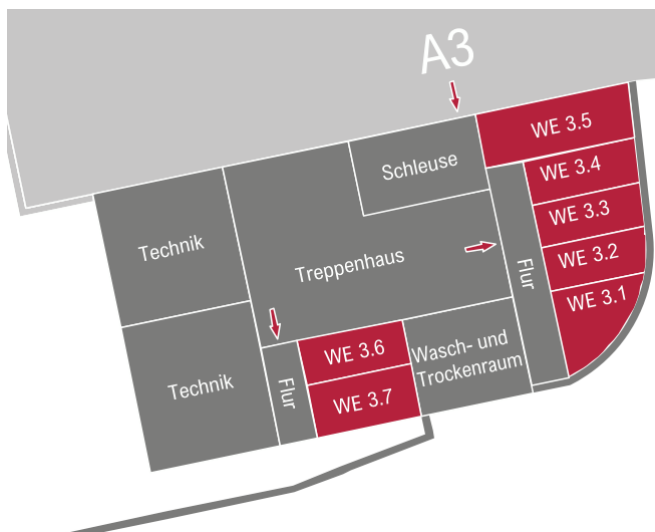 A3
WE 3.5
Schleuse
WE 3.4
WE 3.3
Technik
Treppenhaus
Flur
WE 3.2
WE 3.1
WE 3.6
Wasch- und
Trockenraum
Technik
Flur
WE 3.7